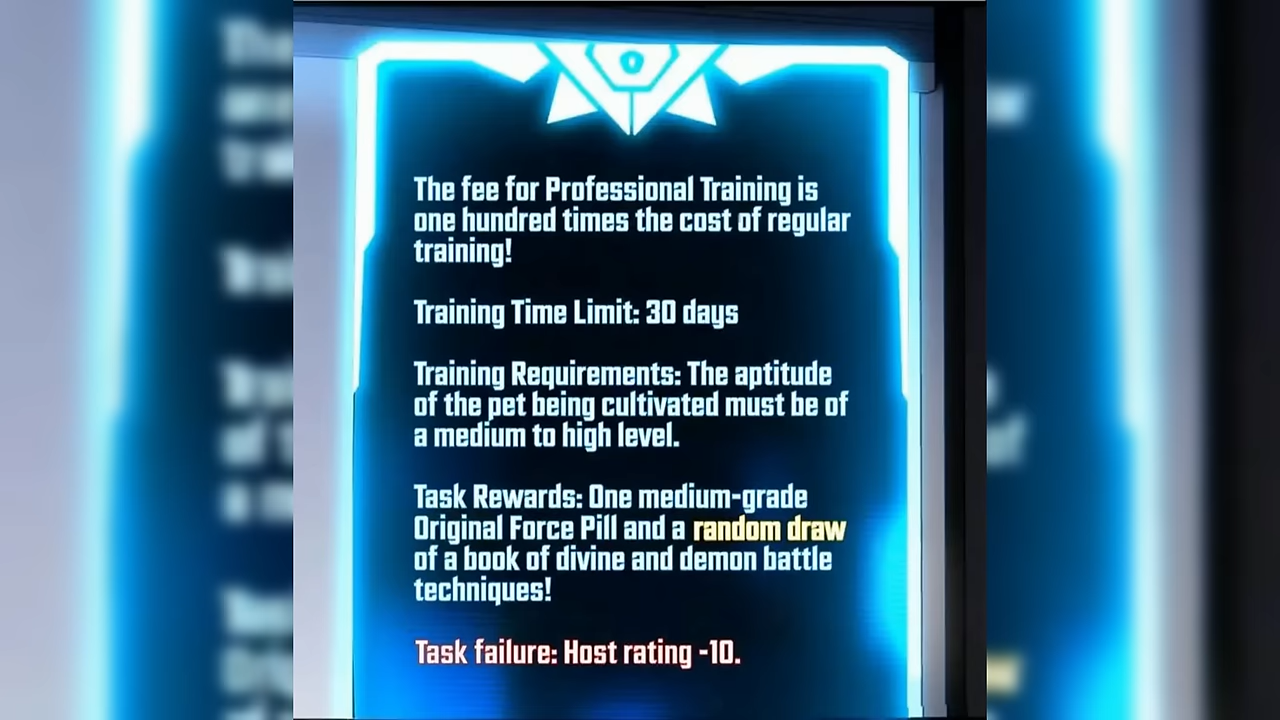 The fee for Professional Training is
one hundred times the cost of regular
training!
Training Time Limit: 30 days
Training Requirements: The aptitude
of the pet being cultivated must be of
a medium to high level.
Task Rewards: One medium-grade
Original Force Pill and a random draw
of a book of divine and demon battle
techniques!
Task failure: Host rating -10.